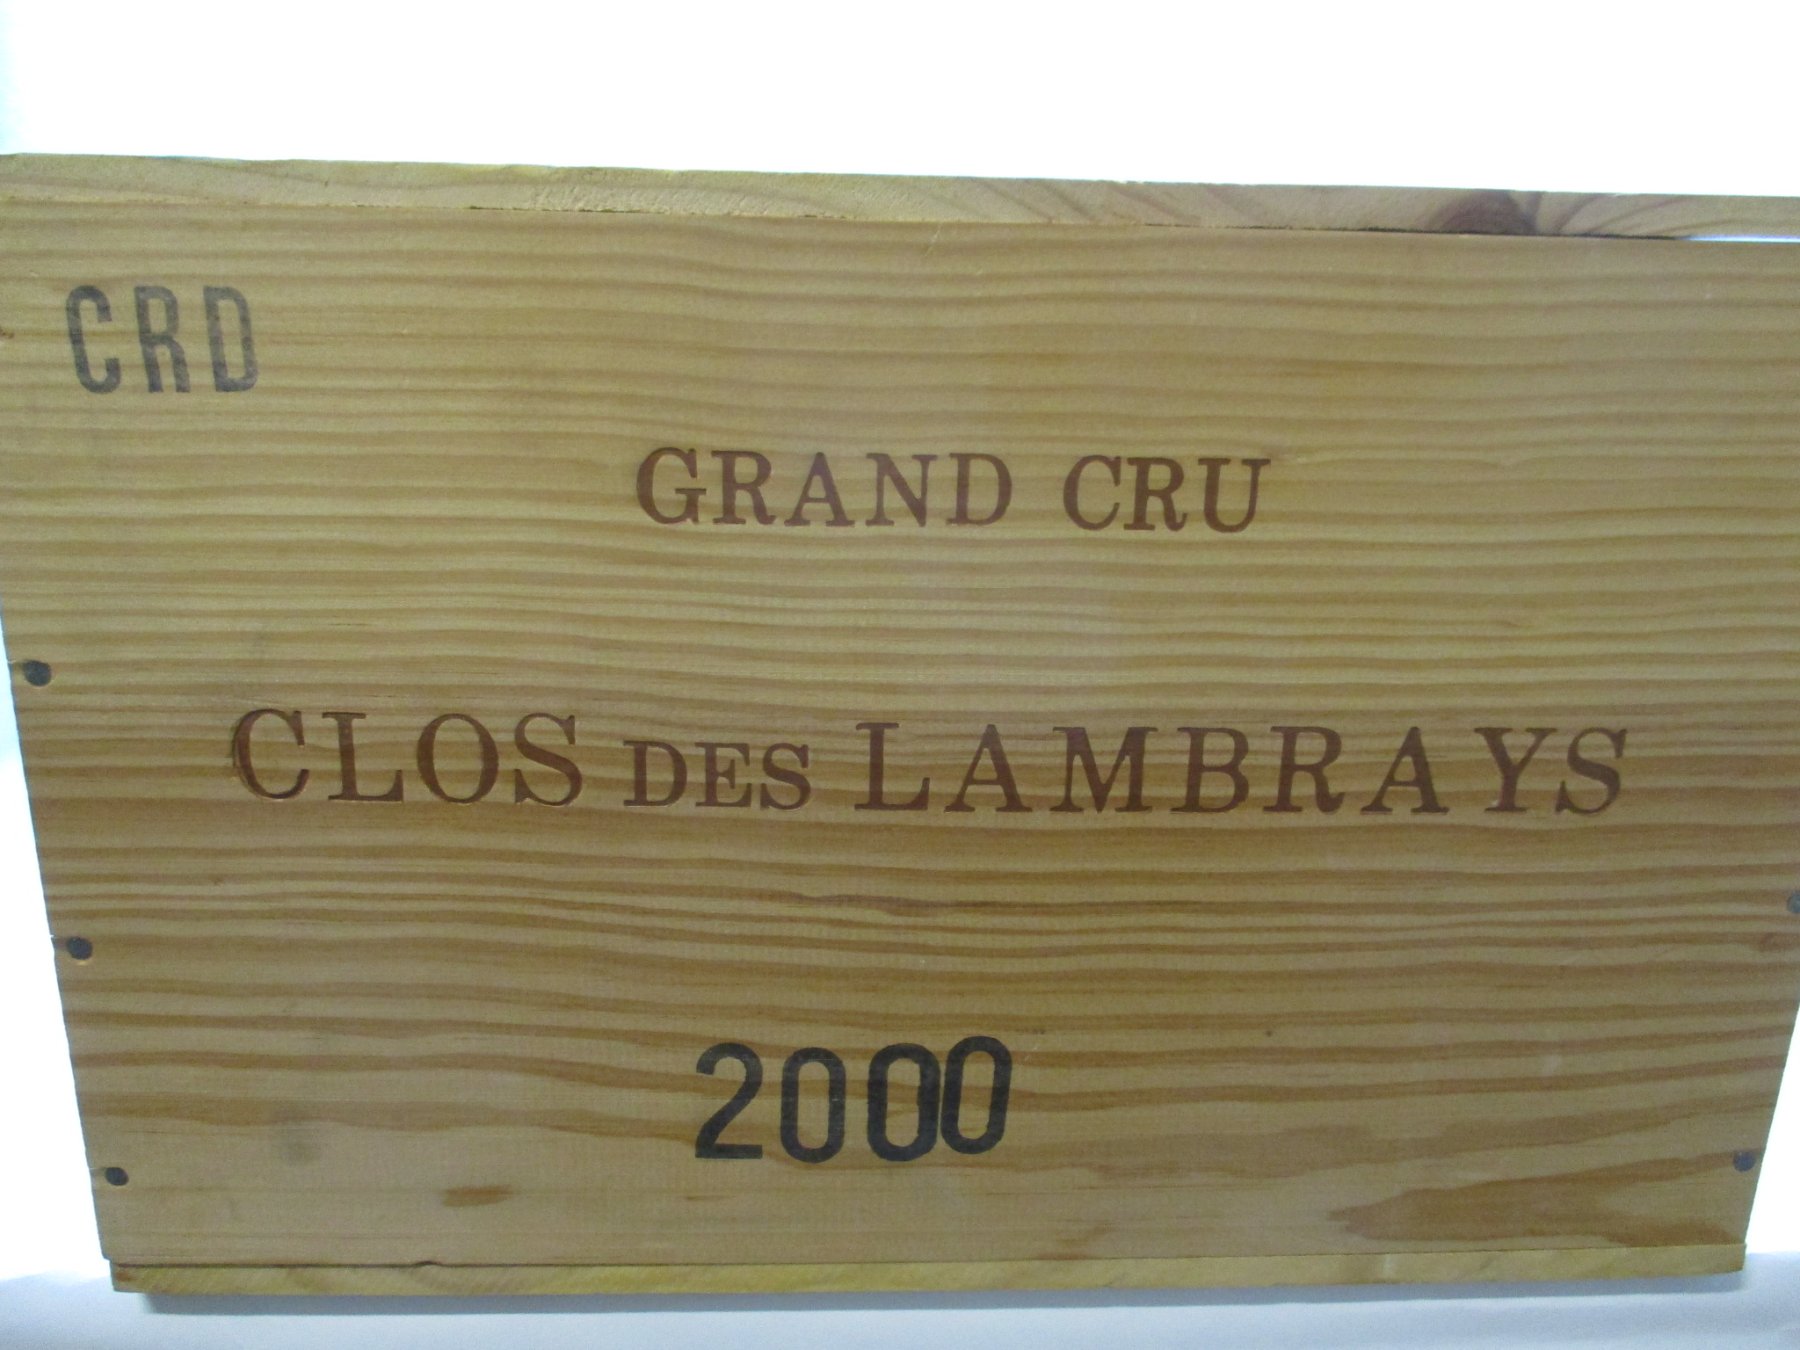 CRD
GRAND CRU
CLOS DES LAMBRAYS
2000